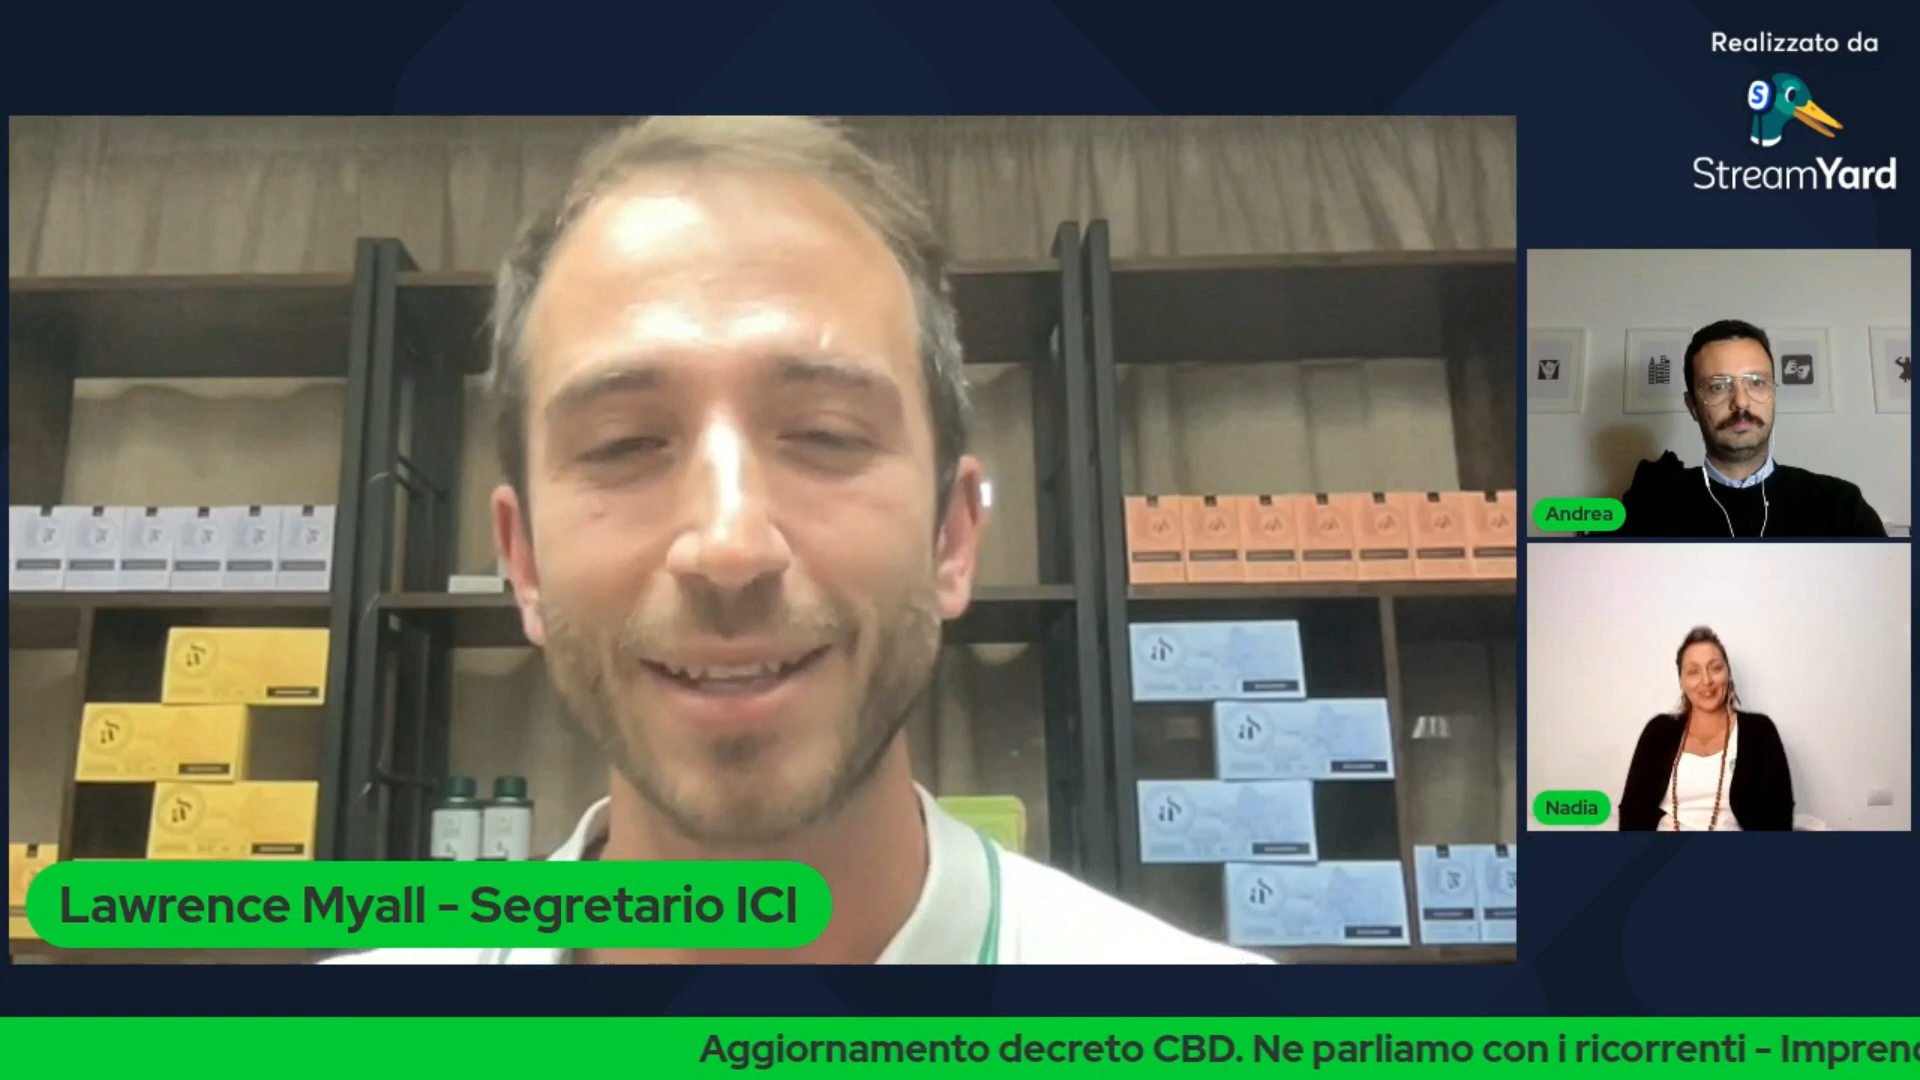 Realizzato da
S
StreamYard
Andrea
Nadia
Lawrence Myall - Segretario ICI
Aggiornamento decreto CBD. Ne parliamo con i ricorrenti - Impren